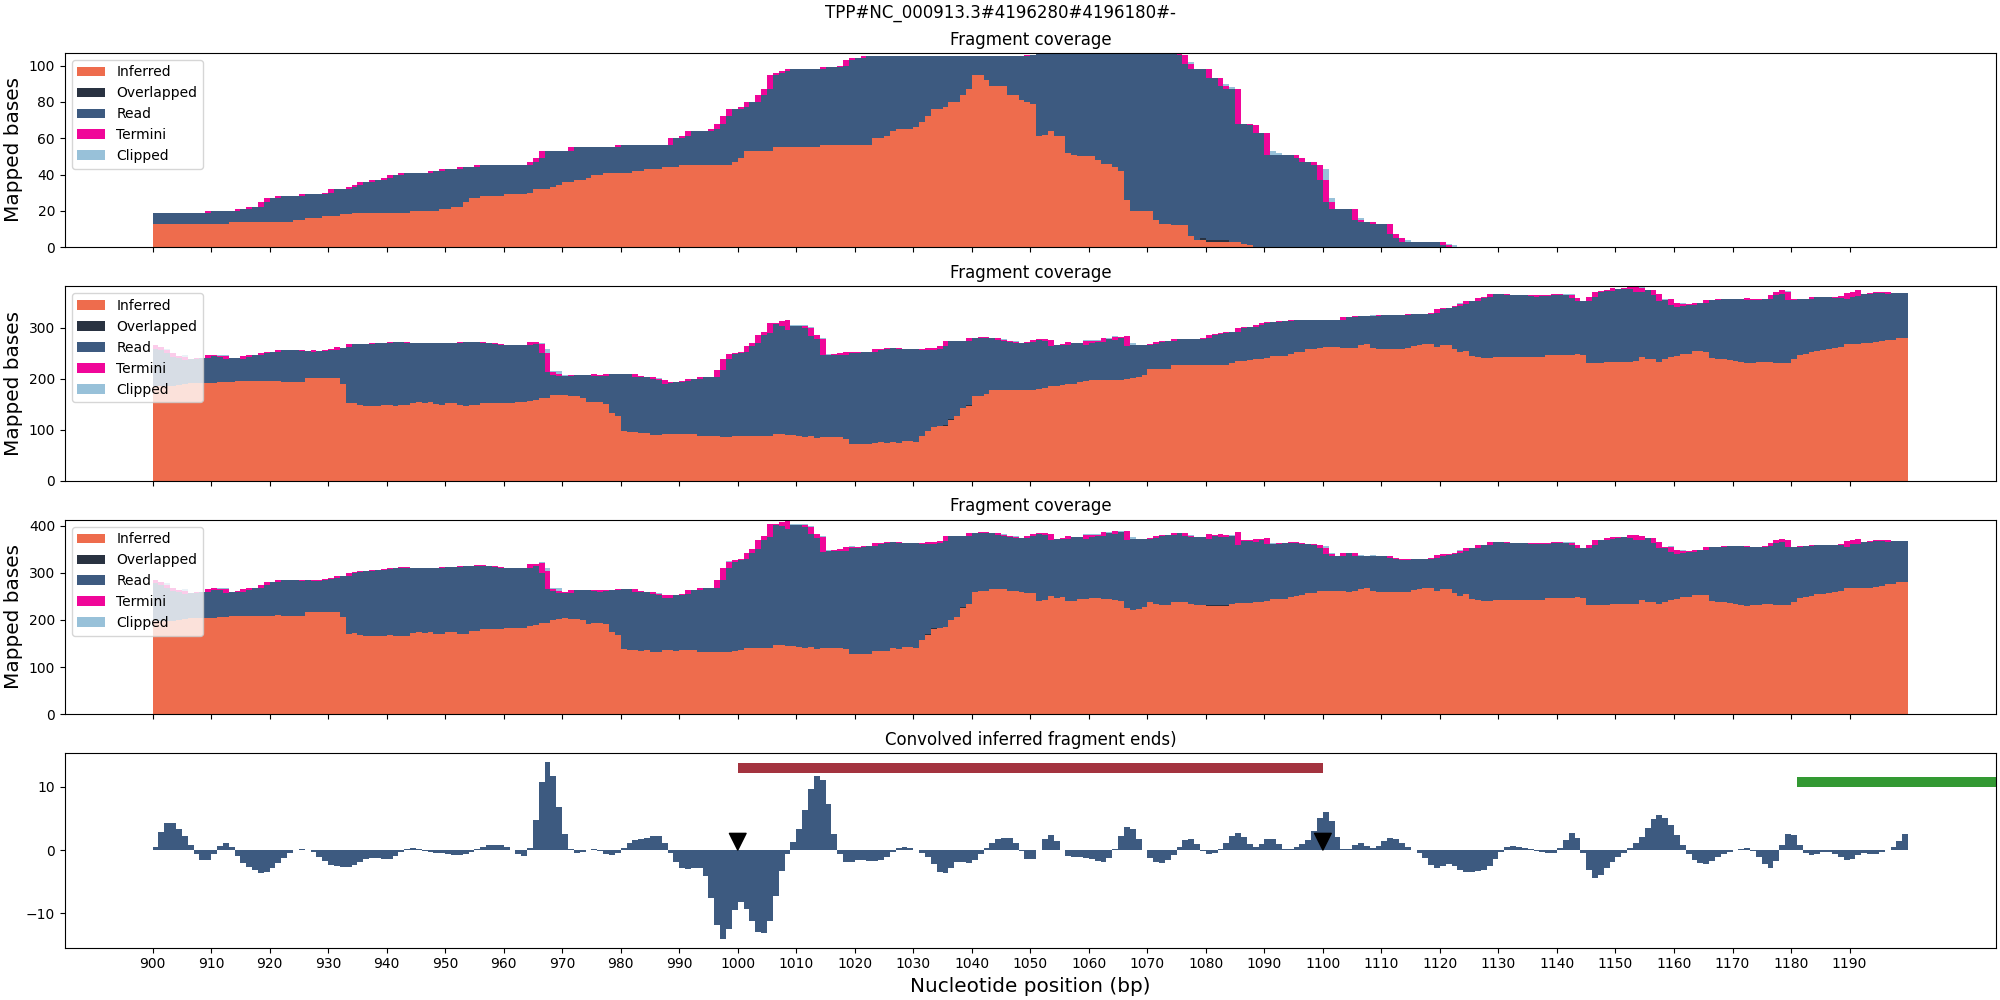 TPP#NC_000913.3#4196280#4196180#-
Fragment coverage
Mapped bases
100
80
60
40
20
0
Inferred
Overlapped
Read
Termini
Clipped
Fragment coverage
Mapped bases
300
200
100
0
Inferred
Overlapped
Read
Termini
Clipped
Fragment coverage
Mapped bases
400
300
200
100
0
Inferred
Overlapped
Read
Termini
Clipped
Convolved inferred fragment ends)
10
0
−10
900 910 920 930 940 950 960 970 980 990 1000 1010 1020 1030 1040 1050 1060 1070 1080 1090 1100 1110 1120 1130 1140 1150 1160 1170 1180 1190
Nucleotide position (bp)